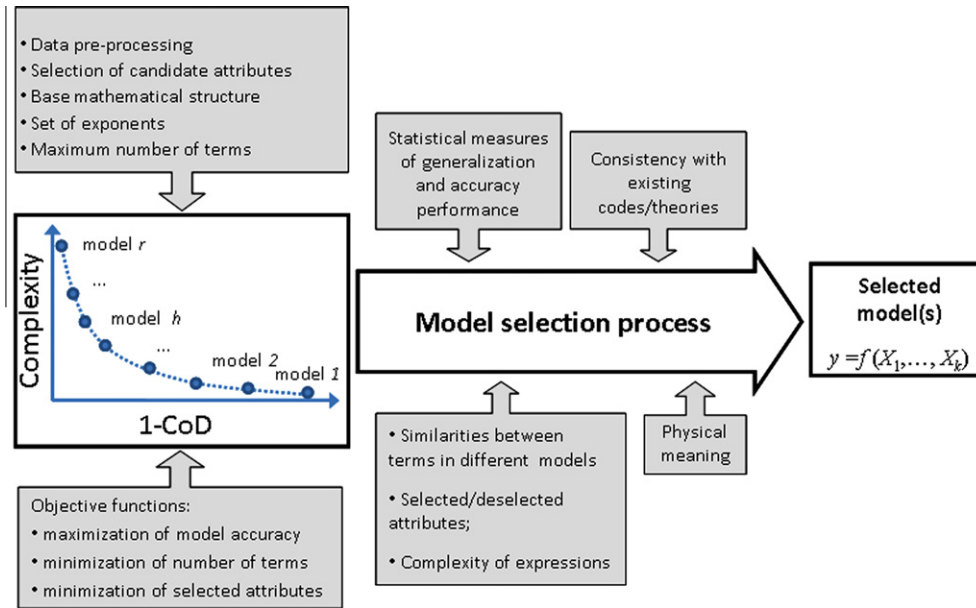 • Data pre-processing
• Selection of candidate attributes
• Base mathematical structure
• Set of exponents
• Maximum number of terms
Statistical measures
of generalization
and accuracy
performance
Consistency with
existing
codes/theories
Complexity
model r
...
model h
...
model 2
model 1
1-CoD
Model selection process
Selected
model(s)
y =f (X1,..., Xk)
Objective functions:
• maximization of model accuracy
• minimization of number of terms
• minimization of selected attributes
• Similarities between
terms in different models
• Selected/deselected
attributes;
• Complexity of expressions
Physical
meaning